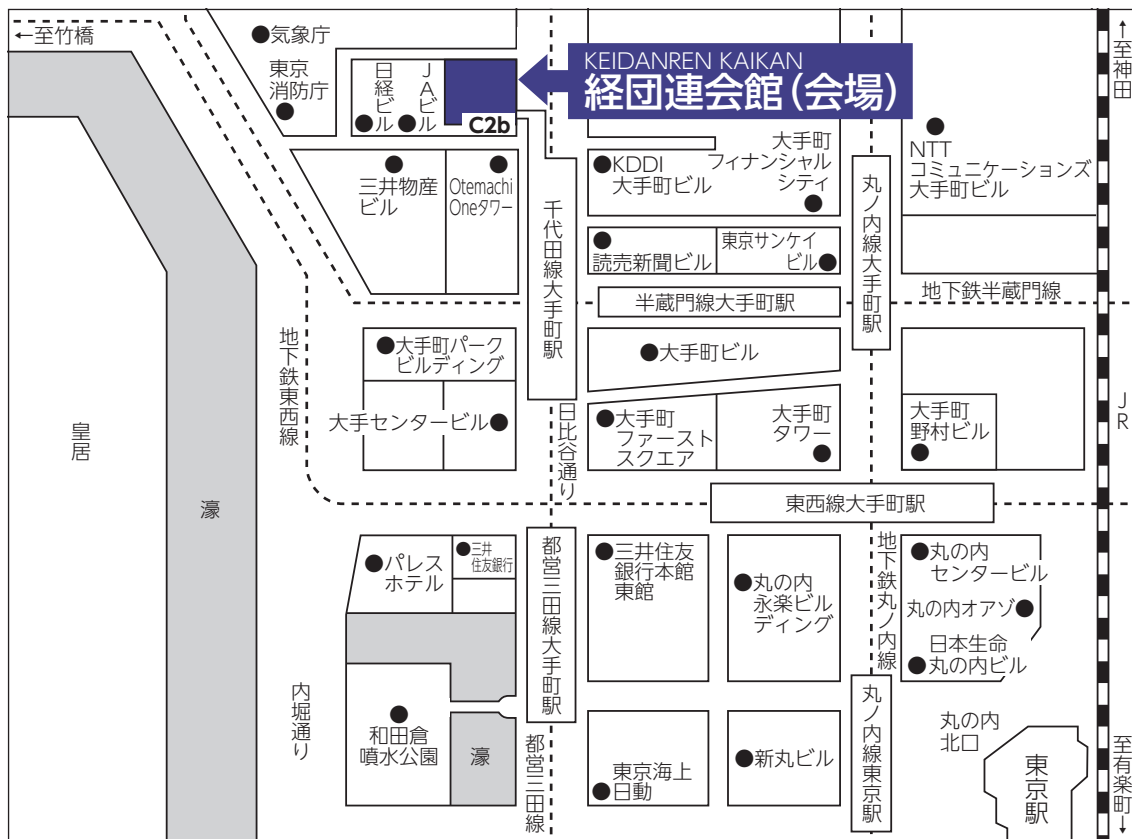 ←至竹橋
気象庁
東京
消防庁
日経ビル
JAビル
C2b
KEIDANREN KAIKAN
経団連会館(会場)
↑至神田
三井物産
ビル
Otemachi
Oneタワー
千代田線大手町駅
KDDI
大手町ビル
大手町
フィナンシャル
シティ
丸ノ内線大手町駅
NTT
コミュニケーションズ
大手町ビル
読売新聞ビル
東京サンケイ
ビル
半蔵門線大手町駅
地下鉄半蔵門線
地下鉄東西線
大手町パーク
ビルディング
大手センタービル
日比谷通り
大手町ビル
大手町
ファースト
スクエア
大手町
タワー
大手町
野村ビル
JR
皇居
濠
東西線大手町駅
パレス
ホテル
三井
住友銀行
都営三田線大手町駅
三井住友
銀行本館
東館
丸の内
永楽ビル
ディング
地下鉄丸ノ内線
丸の内
センタービル
丸の内オアゾ
日本生命
丸の内ビル
内堀通り
和田倉
噴水公園
濠
都営三田線
東京海上
日動
新丸ビル
丸ノ内線東京駅
丸の内
北口
東京駅
至有楽町↓